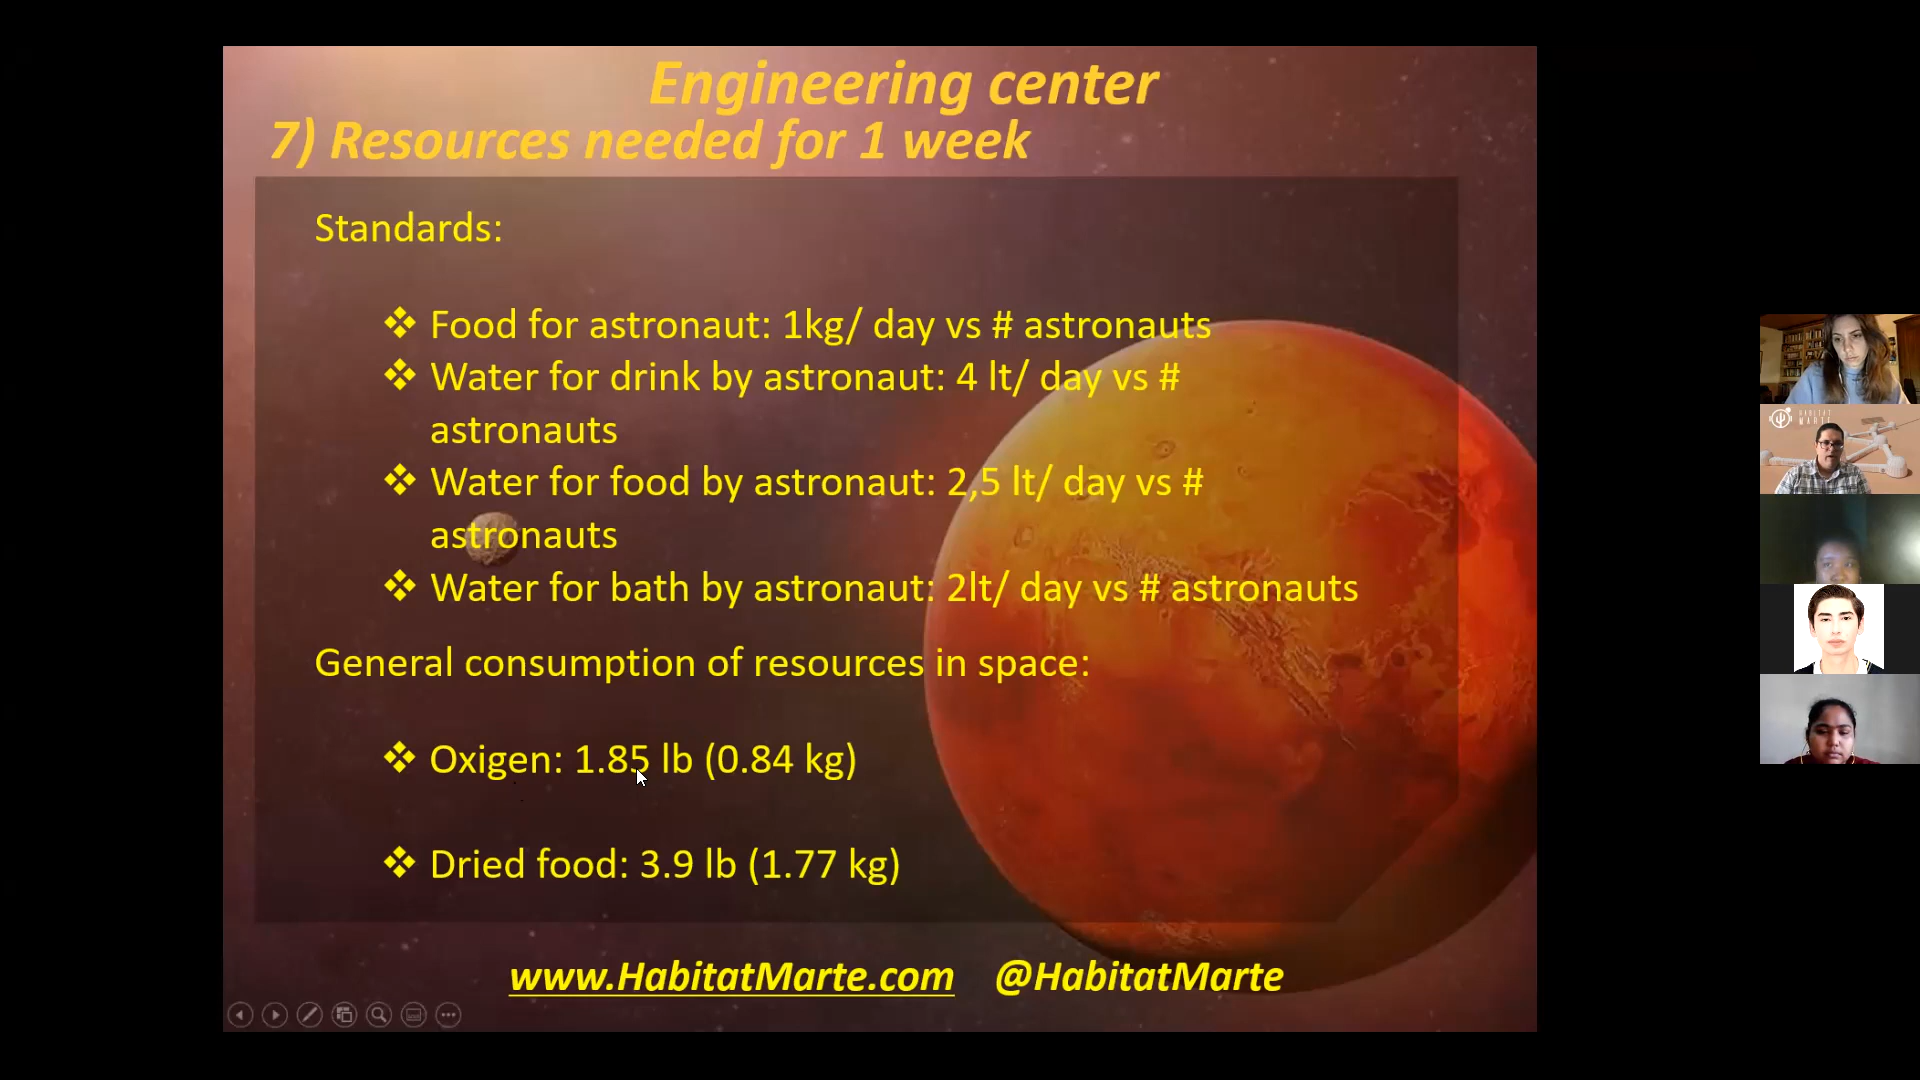 Engineering center
7) Resources needed for 1 week
Standards:
❖ Food for astronaut: 1kg/ day vs # astronauts
❖ Water for drink by astronaut: 4 lt/ day vs #
astronauts
❖ Water for food by astronaut: 2,5 lt/ day vs #
astronauts
❖ Water for bath by astronaut: 2lt/ day vs # astronauts
General consumption of resources in space:
❖ Oxigen: 1.85 lb (0.84 kg)
❖ Dried food: 3.9 lb (1.77 kg)
www.HabitatMarte.com @HabitatMarte
HABITAT
MARTE